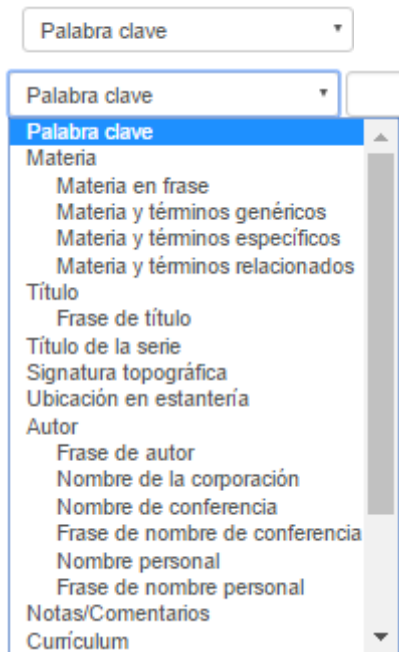 Palabra clave
Palabra clave
Palabra clave
Materia
Materia en frase
Materia y términos genéricos
Materia y términos específicos
Materia y términos relacionados
Título
Frase de título
Título de la serie
Signatura topográfica
Ubicación en estantería
Autor
Frase de autor
Nombre de la corporación
Nombre de conferencia
Frase de nombre de conferencia
Nombre personal
Frase de nombre personal
Notas/Comentarios
Currículum